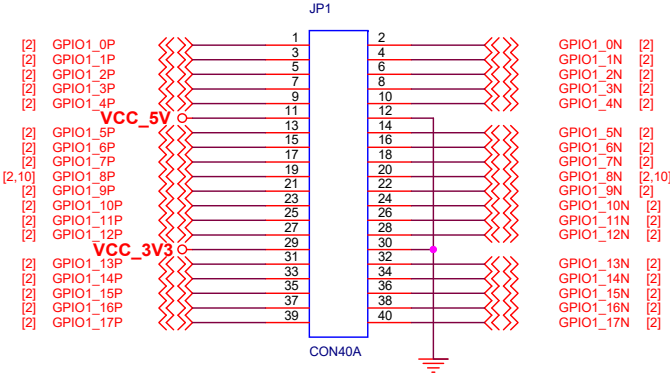 JP1
[2] GPIO1_0P 1 2 GPIO1_0N [2]
[2] GPIO1_1P 3 4 GPIO1_1N [2]
[2] GPIO1_2P 5 6 GPIO1_2N [2]
[2] GPIO1_3P 7 8 GPIO1_3N [2]
[2] GPIO1_4P 9 10 GPIO1_4N [2]
VCC_5V 11 12
[2] GPIO1_5P 13 14 GPIO1_5N [2]
[2] GPIO1_6P 15 16 GPIO1_6N [2]
[2] GPIO1_7P 17 18 GPIO1_7N [2]
[2,10] GPIO1_8P 19 20 GPIO1_8N [2,10]
[2] GPIO1_9P 21 22 GPIO1_9N [2]
[2] GPIO1_10P 23 24 GPIO1_10N [2]
[2] GPIO1_11P 25 26 GPIO1_11N [2]
[2] GPIO1_12P 27 28 GPIO1_12N [2]
VCC_3V3 29 30
[2] GPIO1_13P 31 32 GPIO1_13N [2]
[2] GPIO1_14P 33 34 GPIO1_14N [2]
[2] GPIO1_15P 35 36 GPIO1_15N [2]
[2] GPIO1_16P 37 38 GPIO1_16N [2]
[2] GPIO1_17P 39 40 GPIO1_17N [2]
CON40A